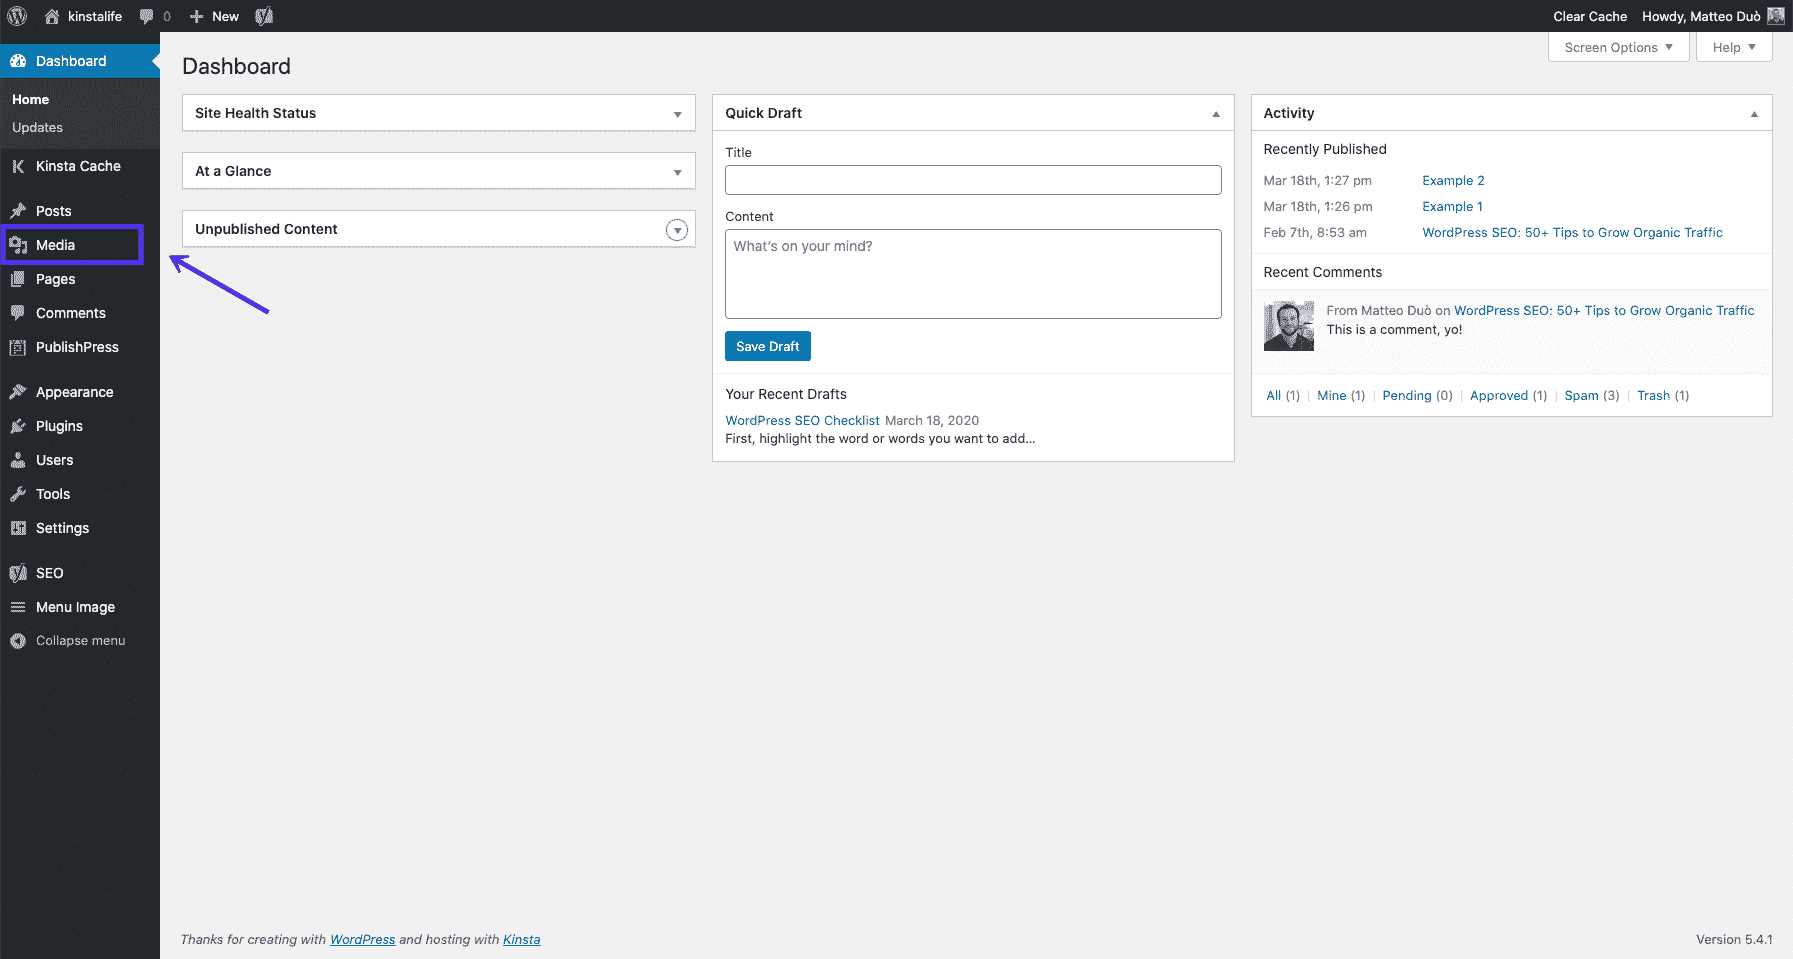 kinstalife 0 New Clear Cache Howdy, Matteo Duò
Dashboard
Home
Updates
Kinsta Cache
Posts
Media
Pages
Comments
PublishPress
Appearance
Plugins
Users
Tools
Settings
SEO
Menu Image
Collapse menu
Screen Options Help
Dashboard
Site Health Status
At a Glance
Unpublished Content
Quick Draft
Title
Content
What's on your mind?
Save Draft
Your Recent Drafts
WordPress SEO Checklist March 18, 2020
First, highlight the word or words you want to add...
Activity
Recently Published
Mar 18th, 1:27 pm Example 2
Mar 18th, 1:26 pm Example 1
Feb 7th, 8:53 am WordPress SEO: 50+ Tips to Grow Organic Traffic
Recent Comments
From Matteo Duò on WordPress SEO: 50+ Tips to Grow Organic Traffic
This is a comment, yo!
All (1) | Mine (1) | Pending (0) | Approved (1) | Spam (3) | Trash (1)
Thanks for creating with WordPress and hosting with Kinsta
Version 5.4.1